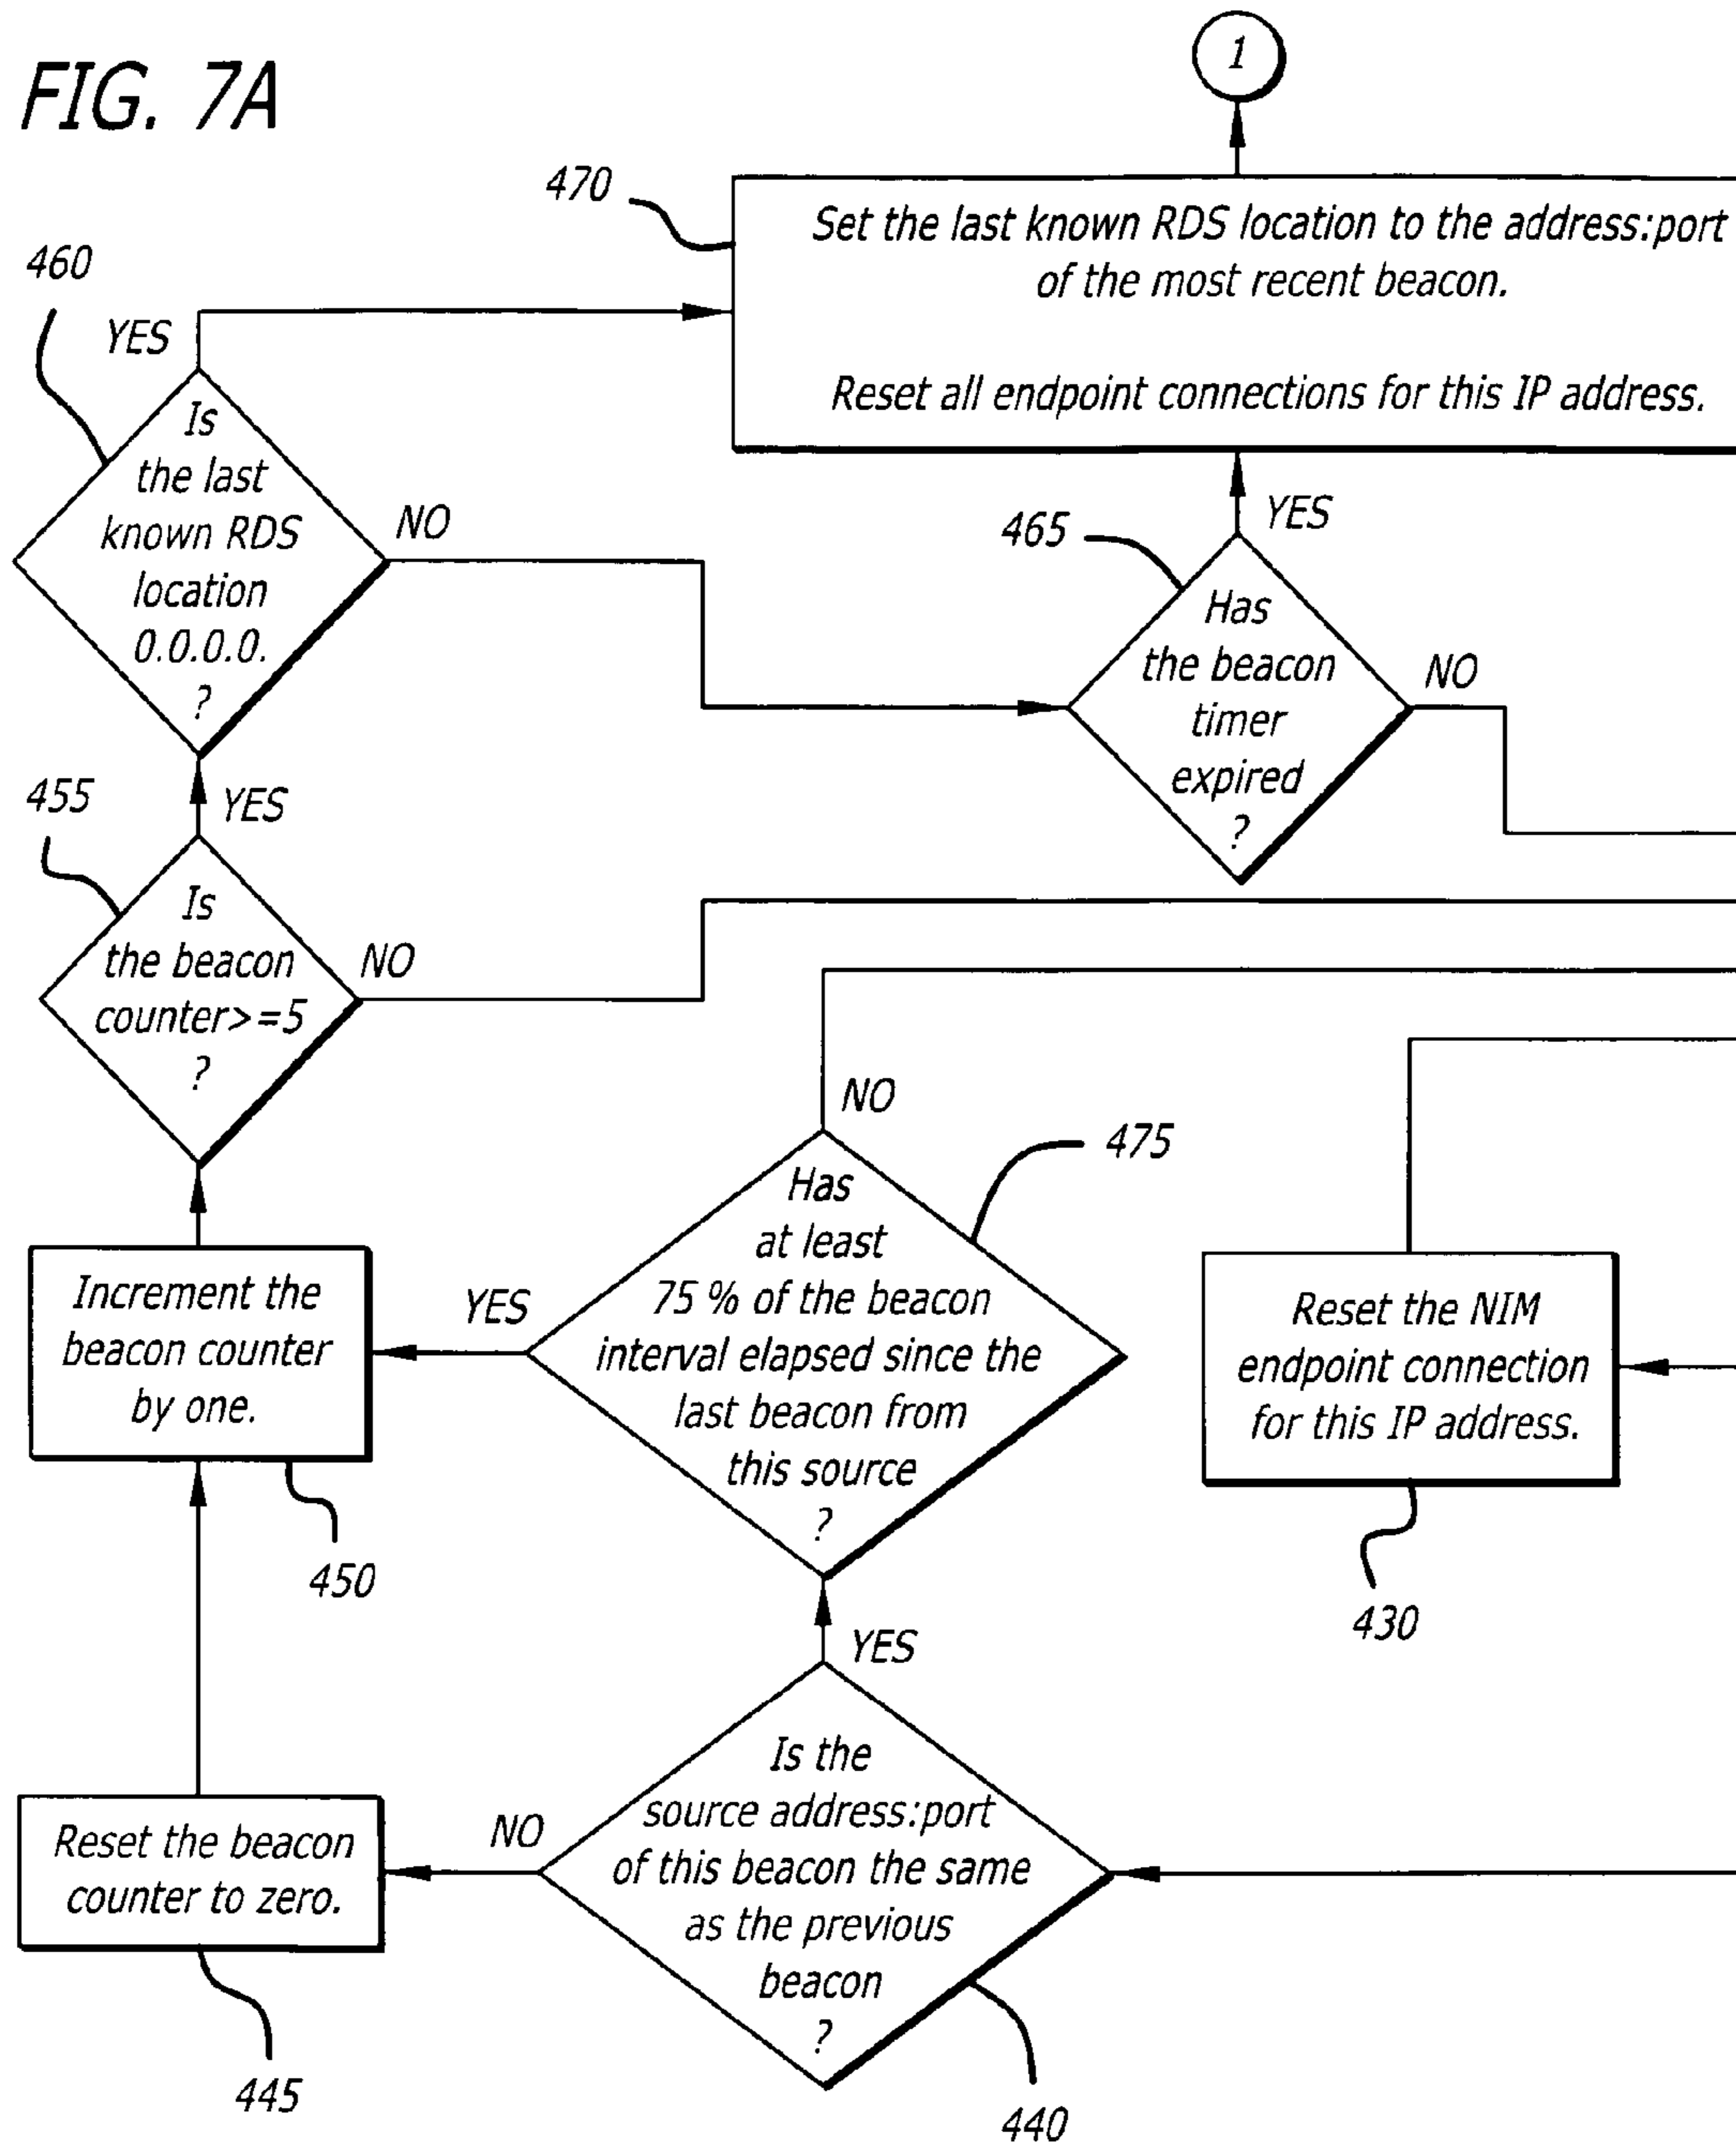 FIG. 7A
1
470
Set the last known RDS location to the address:port
of the most recent beacon.
Reset all endpoint connections for this IP address.
460
YES
Is
the last
known RDS
location
0.0.0.0.
?
NO
465
YES
Has
the beacon
timer
expired
?
NO
455
YES
Is
the beacon
counter>=5
?
NO
NO
475
Has
at least
75 % of the beacon
interval elapsed since the
last beacon from
this source
?
YES
Increment the
beacon counter
by one.
450
Reset the NIM
endpoint connection
for this IP address.
430
YES
Is the
source address:port
of this beacon the same
as the previous
beacon
?
NO
Reset the beacon
counter to zero.
445
440